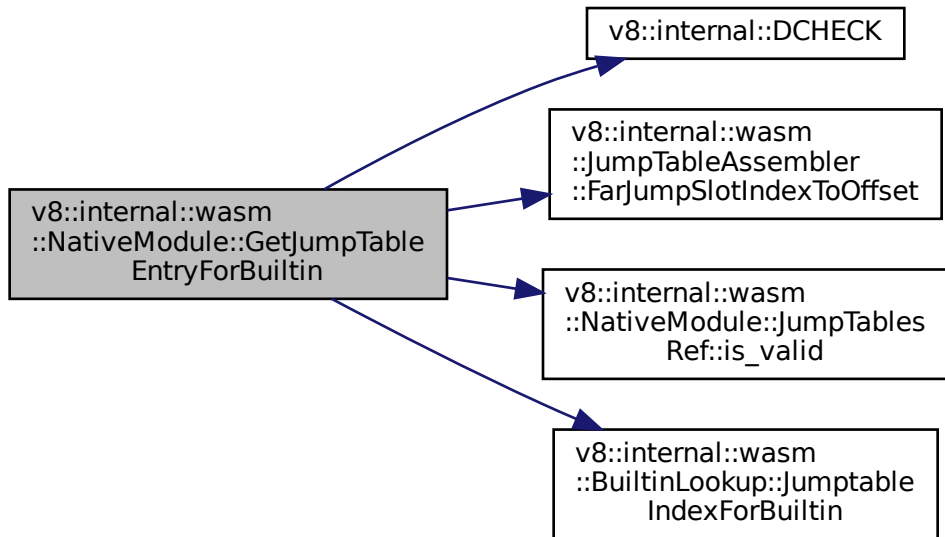 v8::internal::DCHECK
v8::internal::wasm
::JumpTableAssembler
::FarJumpSlotIndexToOffset
v8::internal::wasm
::NativeModule::GetJumpTable
EntryForBuiltin
v8::internal::wasm
::NativeModule::JumpTables
Ref::is_valid
v8::internal::wasm
::BuiltinLookup::Jumptable
IndexForBuiltin